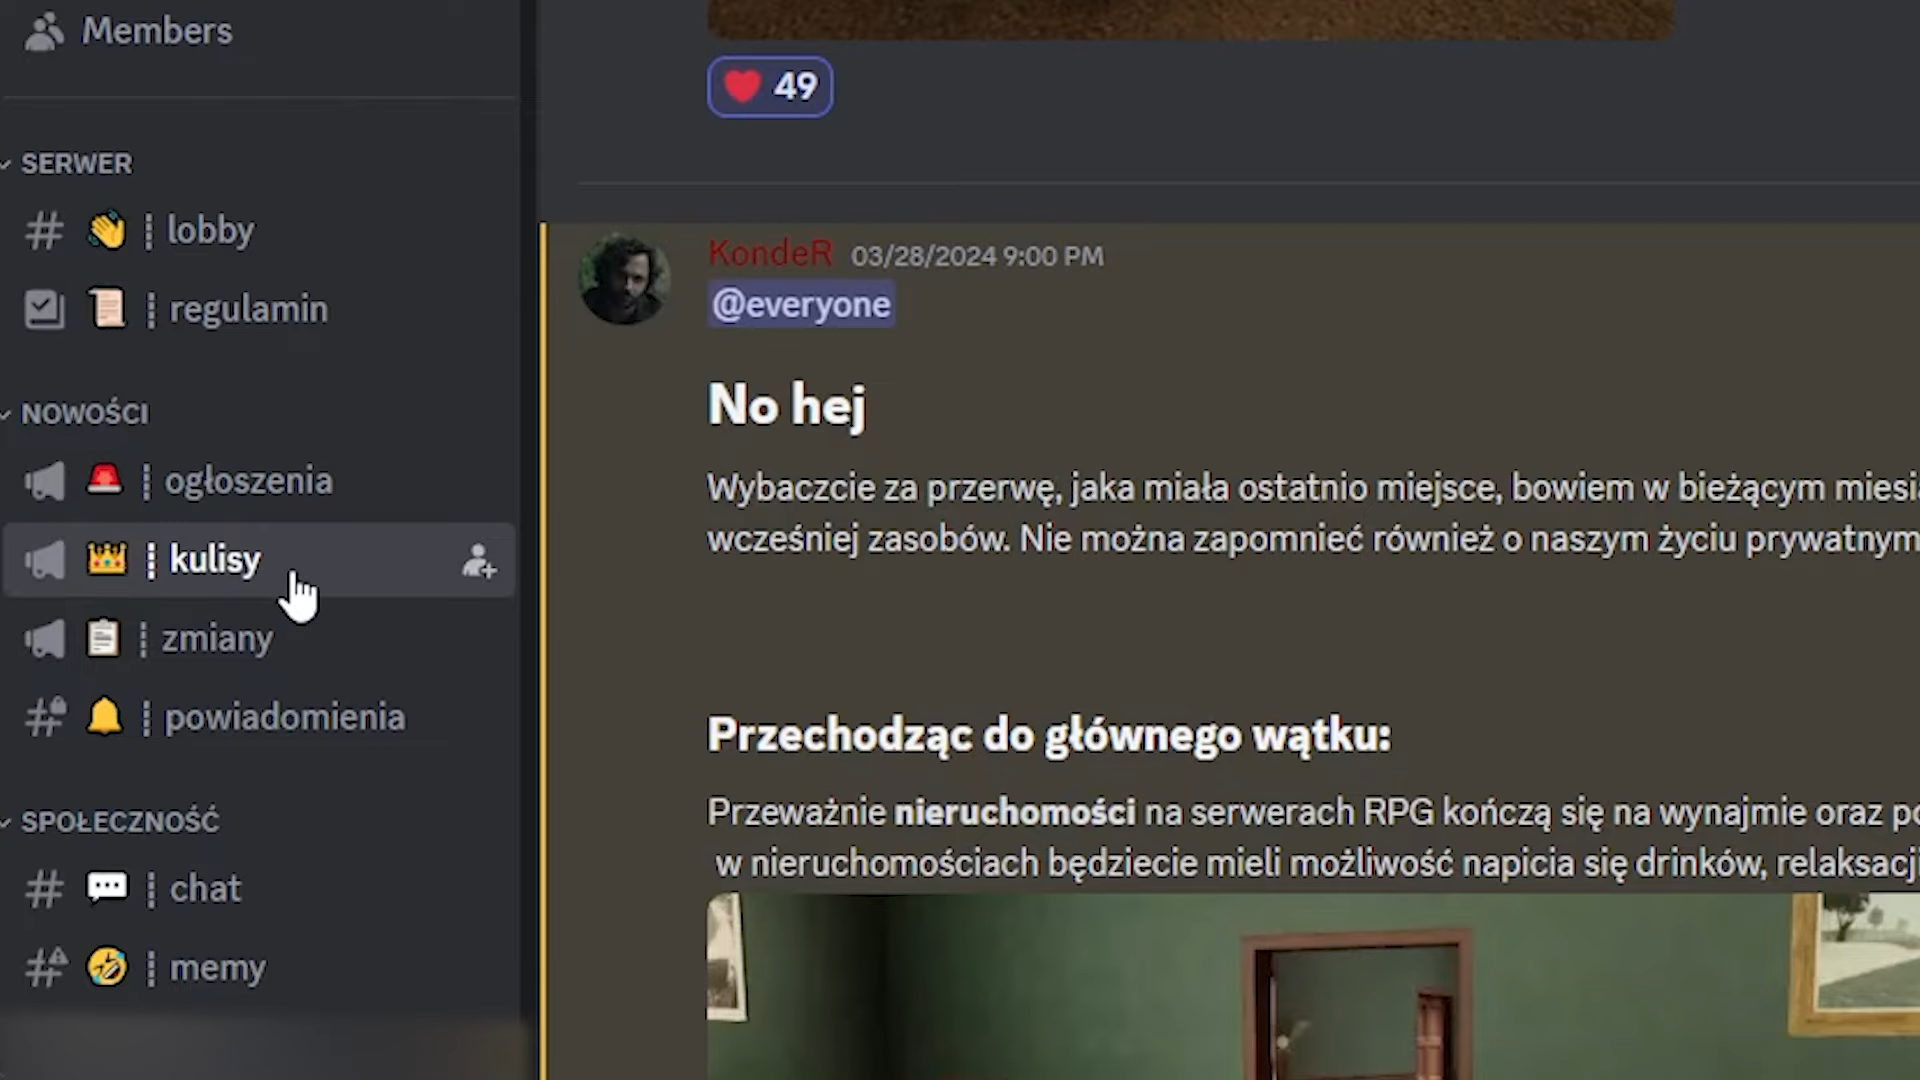 Members
SERWER
lobby
regulamin
NOWOŚCI
ogłoszenia
kulisy
zmiany
powiadomienia
SPOŁECZNOŚĆ
chat
memy
49
KondeR 03/28/2024 9:00 PM
@everyone
No hej
Wybaczcie za przerwę, jaka miała ostatnio miejsce, bowiem w bieżącym
wcześniej zasobów. Nie można zapomnieć również o naszym życiu prywatnym
Przechodząc do głównego wątku:
Przeważnie nieruchomości na serwerach RPG kończą się na wynajmie oraz
w nieruchomościach będziecie mieli możliwość napicia się drinków,